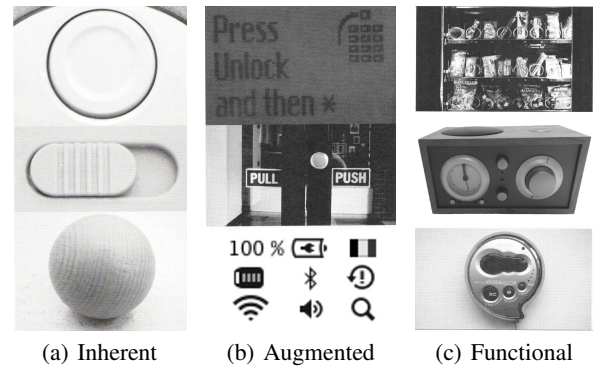 Press
Unlock
and then *
PULL
PUSH
100 %
(a) Inherent
(b) Augmented
(c) Functional